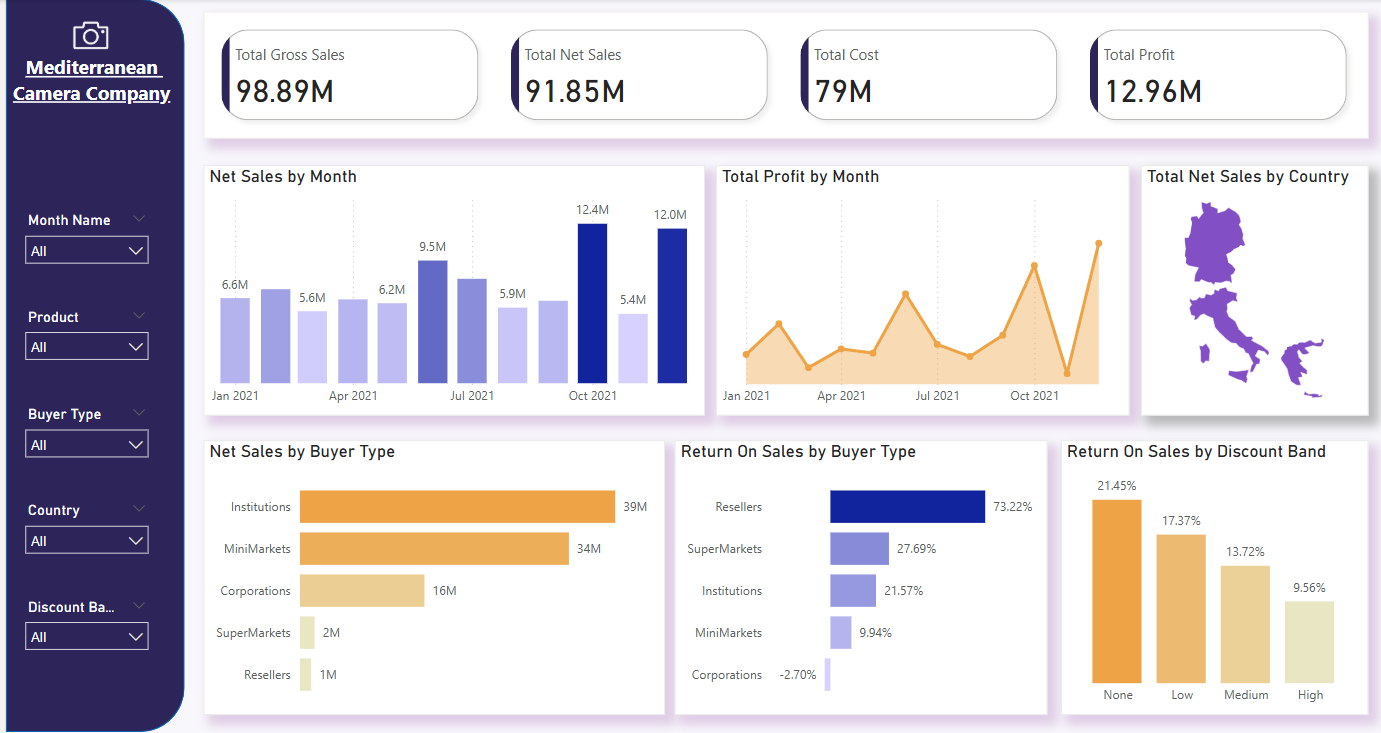 Mediterranean
Camera Company
Month Name
All
Product
All
Buyer Type
All
Country
All
Discount Ba...
All
Total Gross Sales
98.89M
Total Net Sales
91.85M
Total Cost
79M
Total Profit
12.96M
Net Sales by Month
12.4M
12.0M
9.5M
6.6M
6.2M
5.6M
5.9M
5.4M
Jan 2021 Apr 2021 Jul 2021 Oct 2021
Total Profit by Month
Jan 2021 Apr 2021 Jul 2021 Oct 2021
Total Net Sales by Country
Net Sales by Buyer Type
Institutions 39M
MiniMarkets 34M
Corporations 16M
SuperMarkets 2M
Resellers 1M
Return On Sales by Buyer Type
Resellers 73.22%
SuperMarkets 27.69%
Institutions 21.57%
MiniMarkets 9.94%
Corporations -2.70%
Return On Sales by Discount Band
21.45%
17.37%
13.72%
9.56%
None Low Medium High